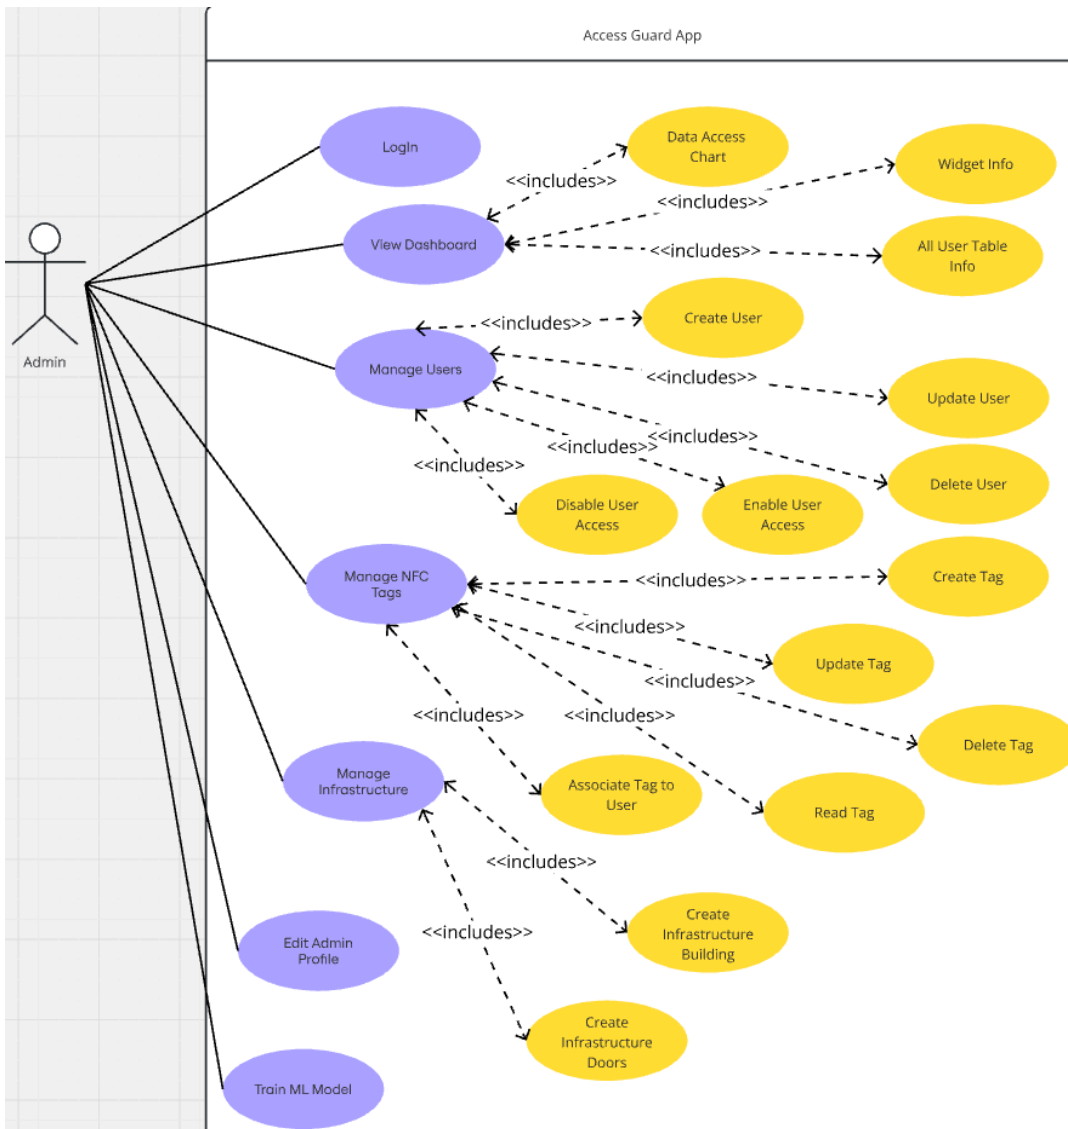 Access Guard App
LogIn
Data Access
Chart
Widget Info
<<includes>>
<<includes>>
View Dashboard
<<includes>>
All User Table
Info
Admin
Create User
<<includes>>
Manage Users
<<includes>>
Update User
<<includes>>
<<includes>>
<<includes>>
Delete User
Disable User
Access
Enable User
Access
Manage NFC
Tags
<<includes>>
Create Tag
<<includes>>
Update Tag
<<includes>>
<<includes>>
<<includes>>
Delete Tag
Manage
Infrastructure
Associate Tag to
User
Read Tag
<<includes>>
<<includes>>
Create
Infrastructure
Building
Edit Admin
Profile
Create
Infrastructure
Doors
Train ML Model